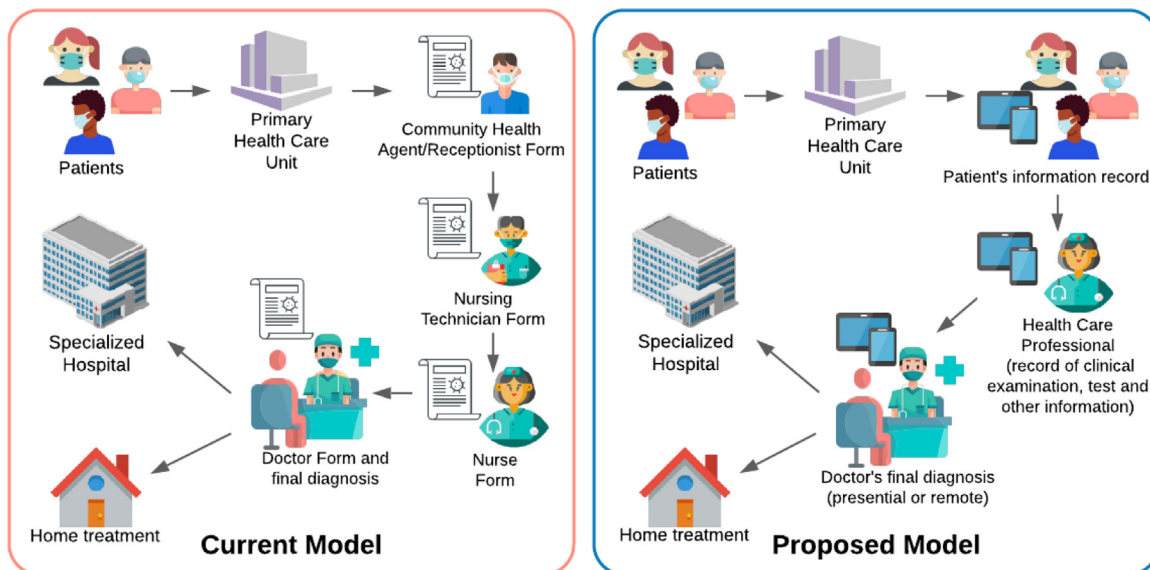 Patients
Primary
Health Care
Unit
Community Health
Agent/Receptionist Form
Nursing
Technician Form
Nurse
Form
Doctor Form and
final diagnosis
Specialized
Hospital
Home treatment
Current Model
Patients
Primary
Health Care
Unit
Patient's information record
Health Care
Professional
(record of clinical
examination, test and
other information)
Doctor's final diagnosis
(presential or remote)
Specialized
Hospital
Home treatment
Proposed Model